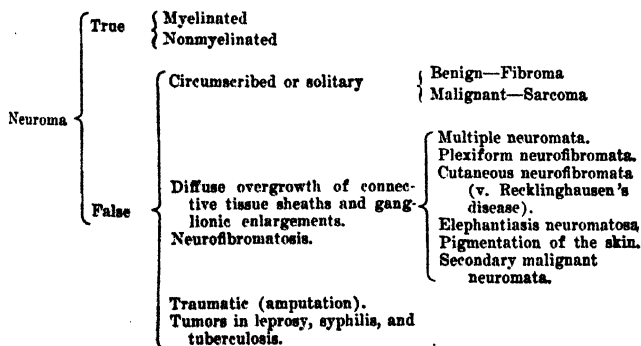 True
Myelinated
Nonmyelinated
Neuroma
Circumscribed or solitary
Benign—Fibroma
Malignant—Sarcoma
False
Diffuse overgrowth of connec-
tive tissue sheaths and gang-
lionic enlargements.
Neurofibromatosis.
Multiple neuromata.
Plexiform neurofibromata.
Cutaneous neurofibromata
(v. Recklinghausen's
disease).
Elephantiasis neuromatosa.
Pigmentation of the skin.
Secondary malignant
neuromata.
Traumatic (amputation).
Tumors in leprosy, syphilis, and
tuberculosis.